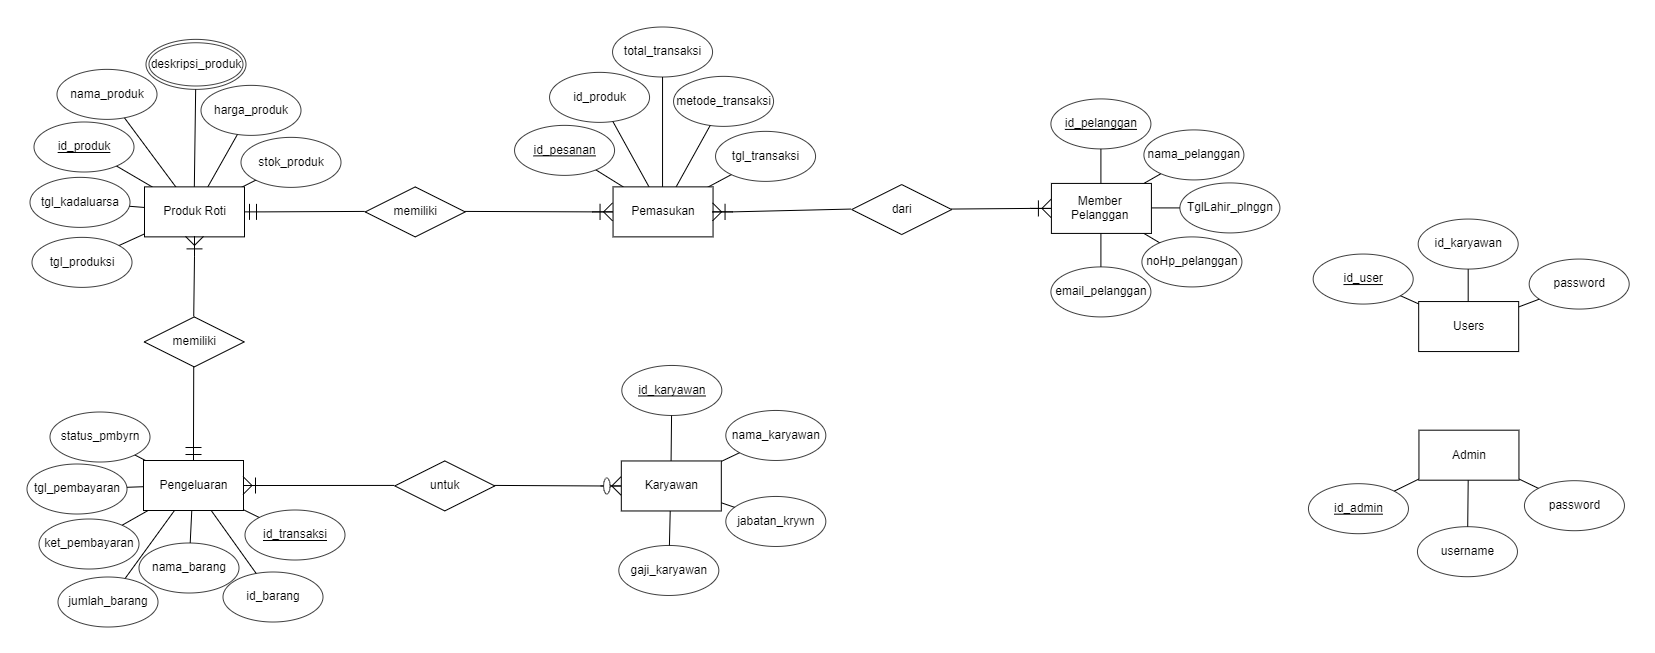 deskripsi_produk
nama_produk
harga_produk
id_produk
stok_produk
tgl_kadaluarsa
Produk Roti
tgl_produksi
memiliki
total_transaksi
id_produk
metode_transaksi
id_pesanan
tgl_transaksi
Pemasukan
dari
id_pelanggan
nama_pelanggan
Member
Pelanggan
TglLahir_plnggn
noHp_pelanggan
email_pelanggan
id_karyawan
id_user
password
Users
memiliki
status_pmbyrn
tgl_pembayaran
Pengeluaran
ket_pembayaran
id_transaksi
nama_barang
jumlah_barang
id_barang
untuk
id_karyawan
nama_karyawan
Karyawan
jabatan_krywn
gaji_karyawan
Admin
id_admin
password
username